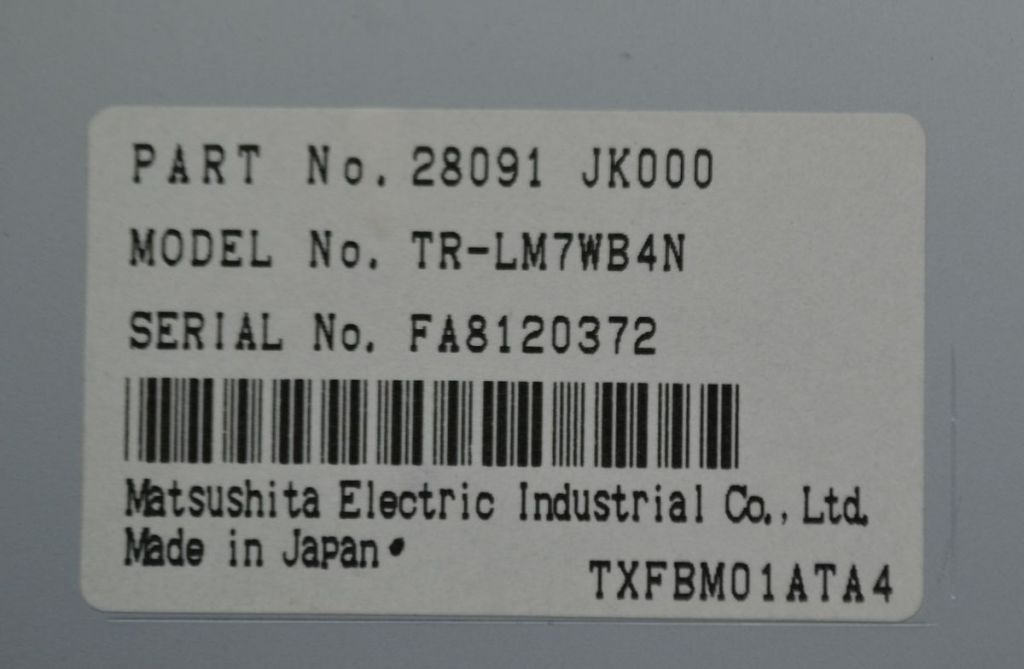 PART No. 28091 JK000
MODEL No. TR-LM7WB4N
SERIAL No. FA8120372
Matsushita Electric Industrial Co., Ltd.
Made in Japan
TXFBM01ATA4